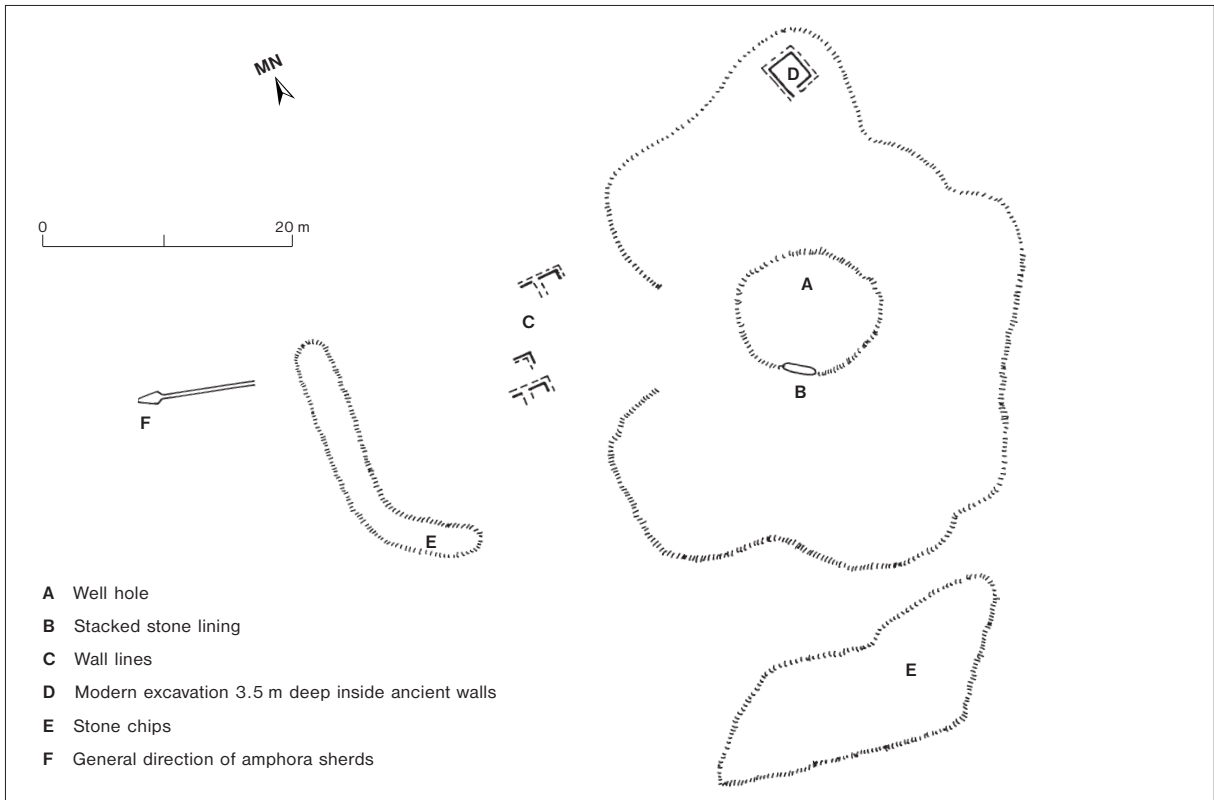 MN
D
0 20 m
A
C
B
F
E
E
A Well hole
B Stacked stone lining
C Wall lines
D Modern excavation 3.5 m deep inside ancient walls
E Stone chips
F General direction of amphora sherds